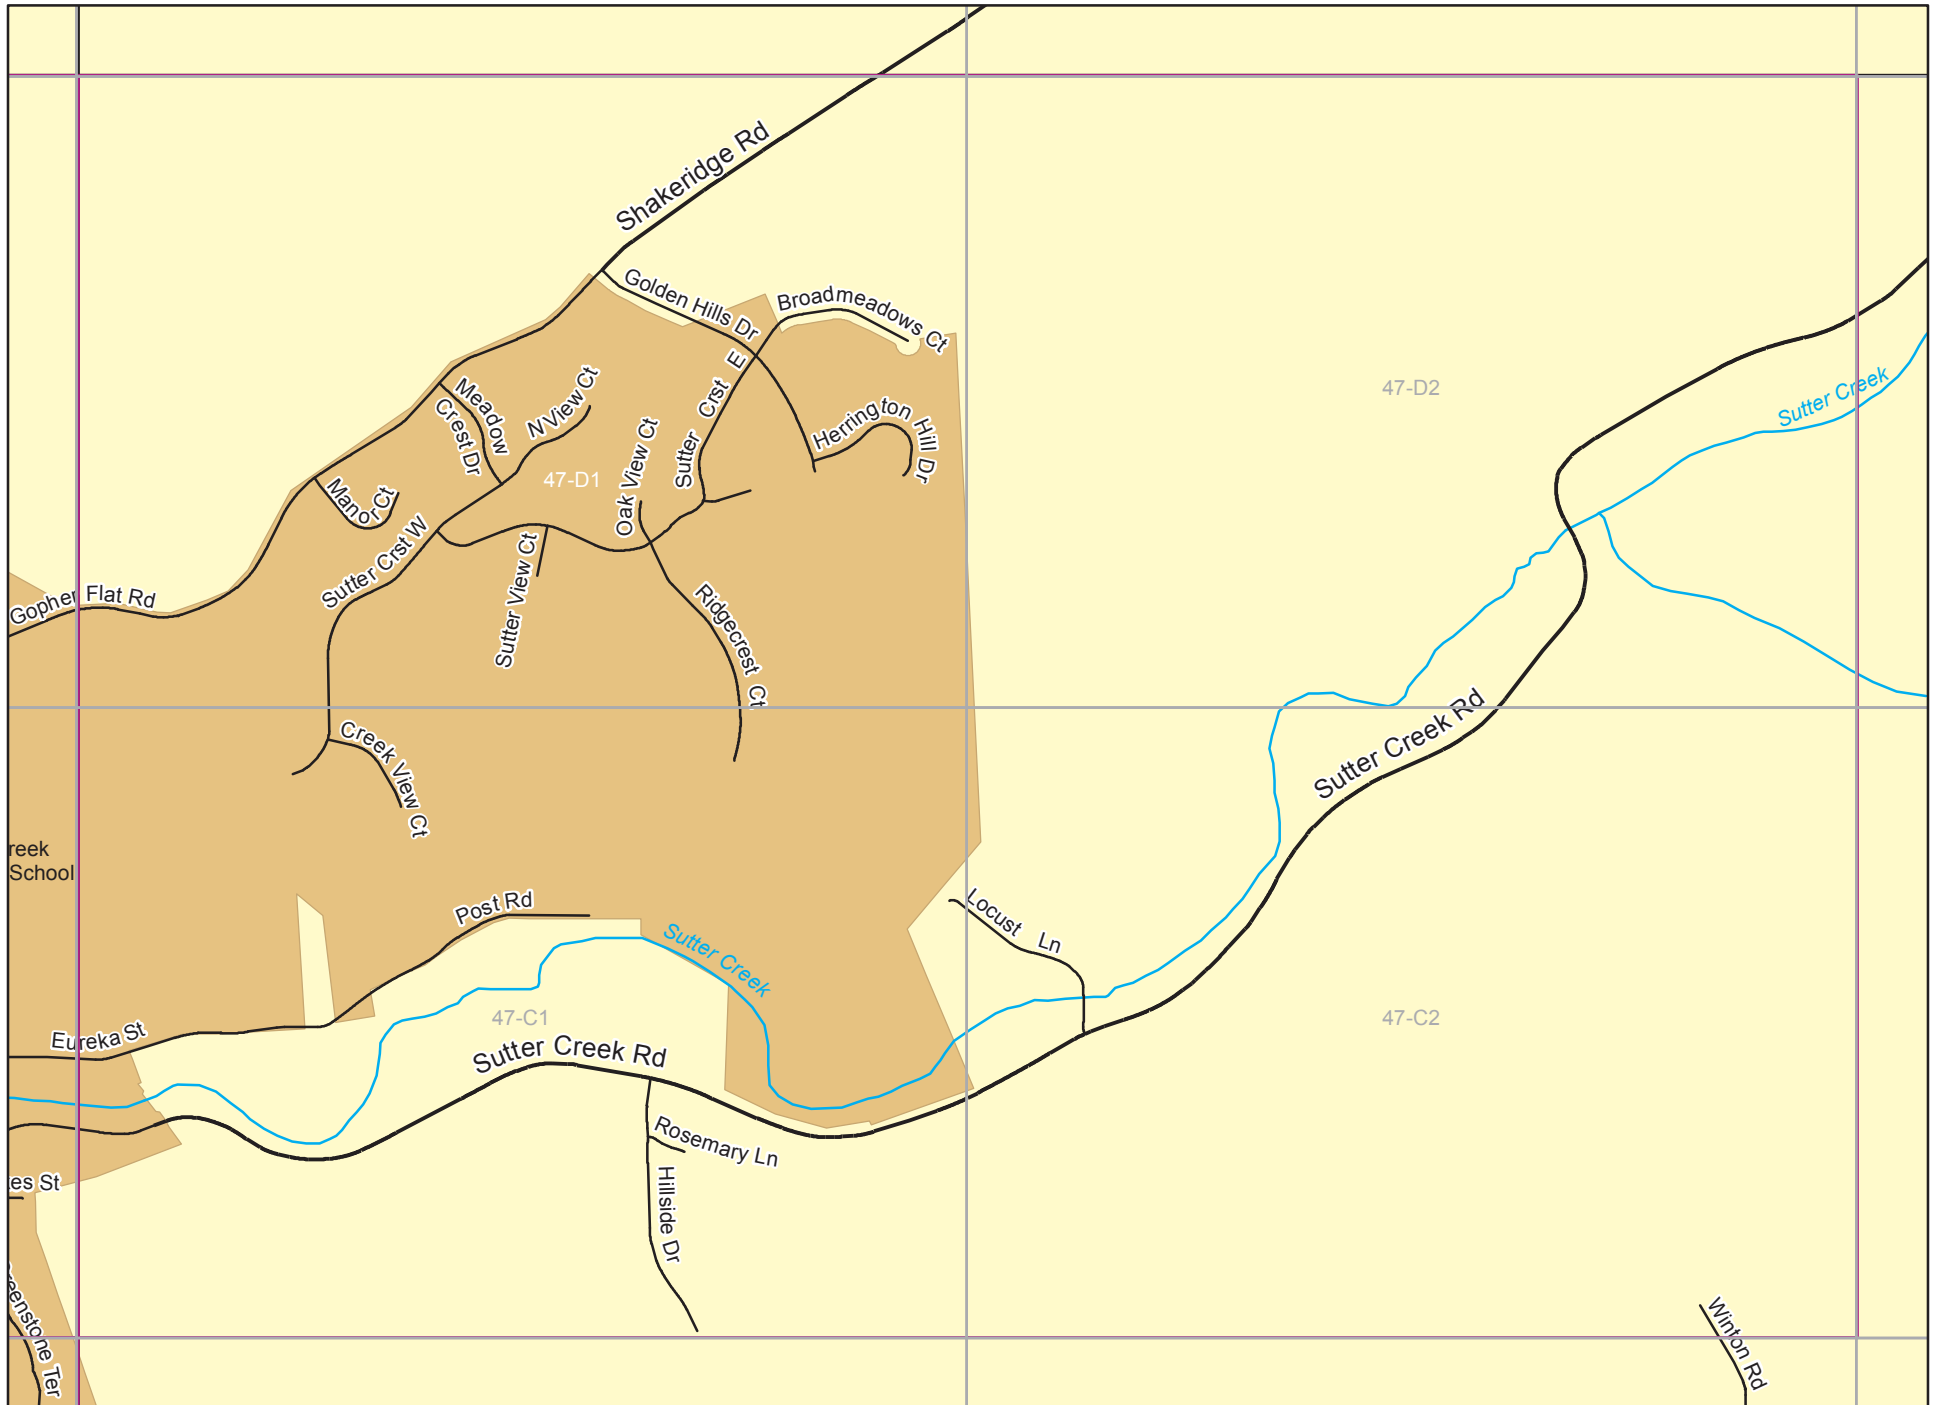 Shakeridge Rd
Golden Hills Dr
Broadmeadows Ct
Meadow
Crest Dr
N View Ct
Sutter Crst E
47-D2
Sutter Creek
Herrington Hill Dr
Oak View Ct
47-D1
Manor Ct
Sutter Crst W
Sutter View Ct
Gopher Flat Rd
Ridgecrest Ct
Creek View Ct
Sutter Creek Rd
reek
School
Post Rd
Locust Ln
Sutter Creek
47-C1
47-C2
Eureka St
Sutter Creek Rd
Rosemary Ln
Hillside Dr
es St
reenstone Ter
Winton Rd